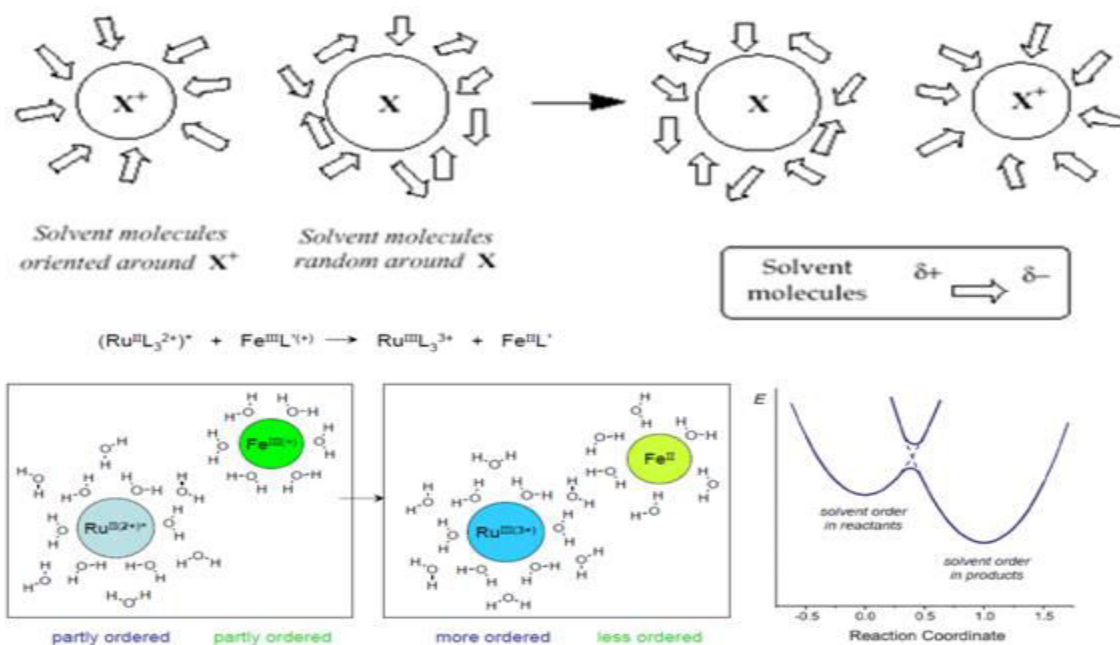 X⁺ X X X⁺
Solvent molecules
oriented around X⁺
Solvent molecules
random around X
Solvent
molecules
δ+ δ−
(RuᴵᴵL₃²⁺)* + FeᴵᴵᴵL'⁽⁺⁾ → RuᴵᴵᴵL₃³⁺ + FeᴵᴵL'
Ruᴵᴵ⁽²⁺⁾*
Feᴵᴵᴵ⁽⁺⁾
Ruᴵᴵᴵ⁽³⁺⁾
Feᴵᴵ
partly ordered partly ordered
more ordered less ordered
E
solvent order
in reactants
solvent order
in products
-0.5 0.0 0.5 1.0 1.5
Reaction Coordinate